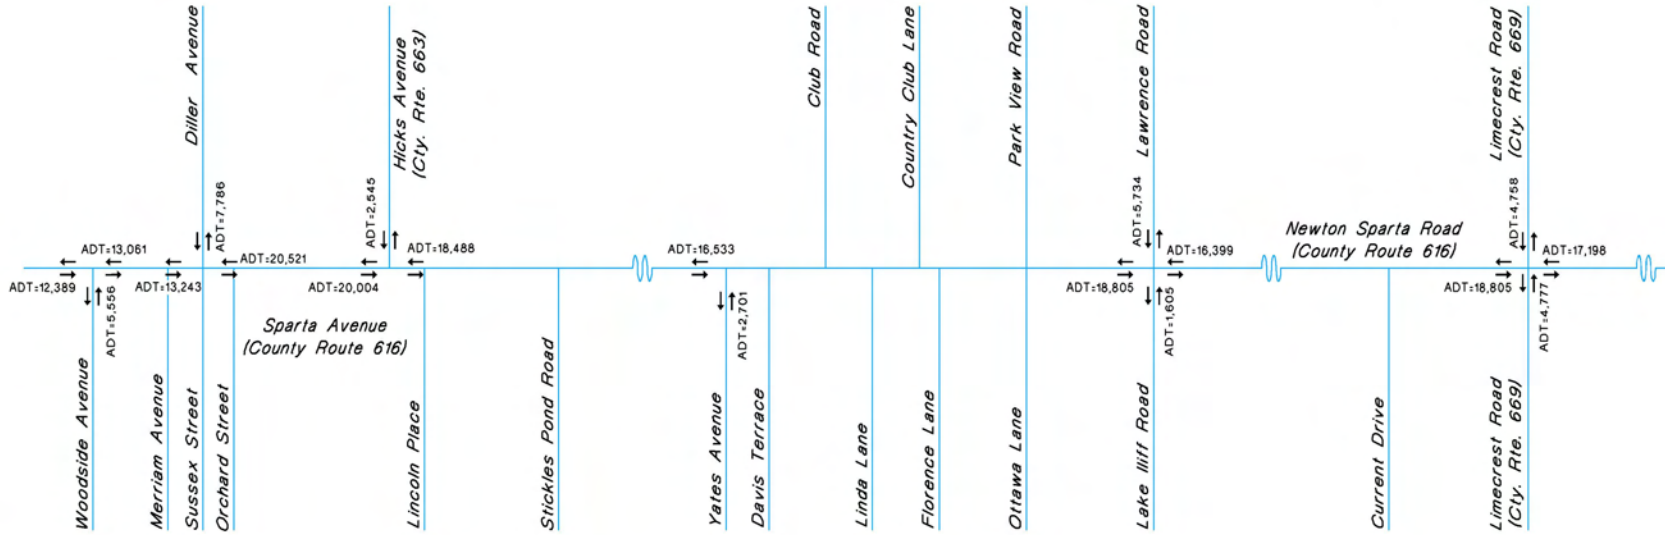 Diller Avenue
Hicks Avenue
(Cty. Rte. 663)
Club Road
Country Club Lane
Park View Road
Lawrence Road
Limecrest Road
(Cty. Rte. 669)
ADT=7,786
ADT=2,545
ADT=5,734
ADT=4,758
Newton Sparta Road
(County Route 616)
ADT=13,061
ADT=20,521
ADT=18,488
ADT=16,533
ADT=16,399
ADT=17,198
ADT=12,389
ADT=13,243
ADT=20,004
ADT=18,805
ADT=18,805
ADT=5,556
ADT=2,701
ADT=1,605
ADT=4,777
Sparta Avenue
(County Route 616)
Woodside Avenue
Merriam Avenue
Sussex Street
Orchard Street
Lincoln Place
Stickles Pond Road
Yates Avenue
Davis Terrace
Linda Lane
Florence Lane
Ottawa Lane
Lake Iliff Road
Current Drive
Limecrest Road
(Cty. Rte. 669)